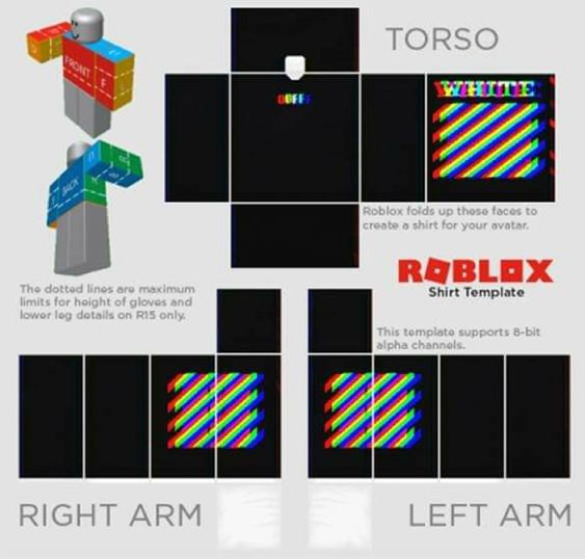 TORSO
FRONT F
BACK
OFFF
WHITE
Roblox folds up these faces to
create a shirt for your avatar.
ROBLOX
Shirt Template
The dotted lines are maximum
limits for height of gloves and
lower leg details on R15 only.
This template supports 8-bit
alpha channels.
RIGHT ARM
LEFT ARM